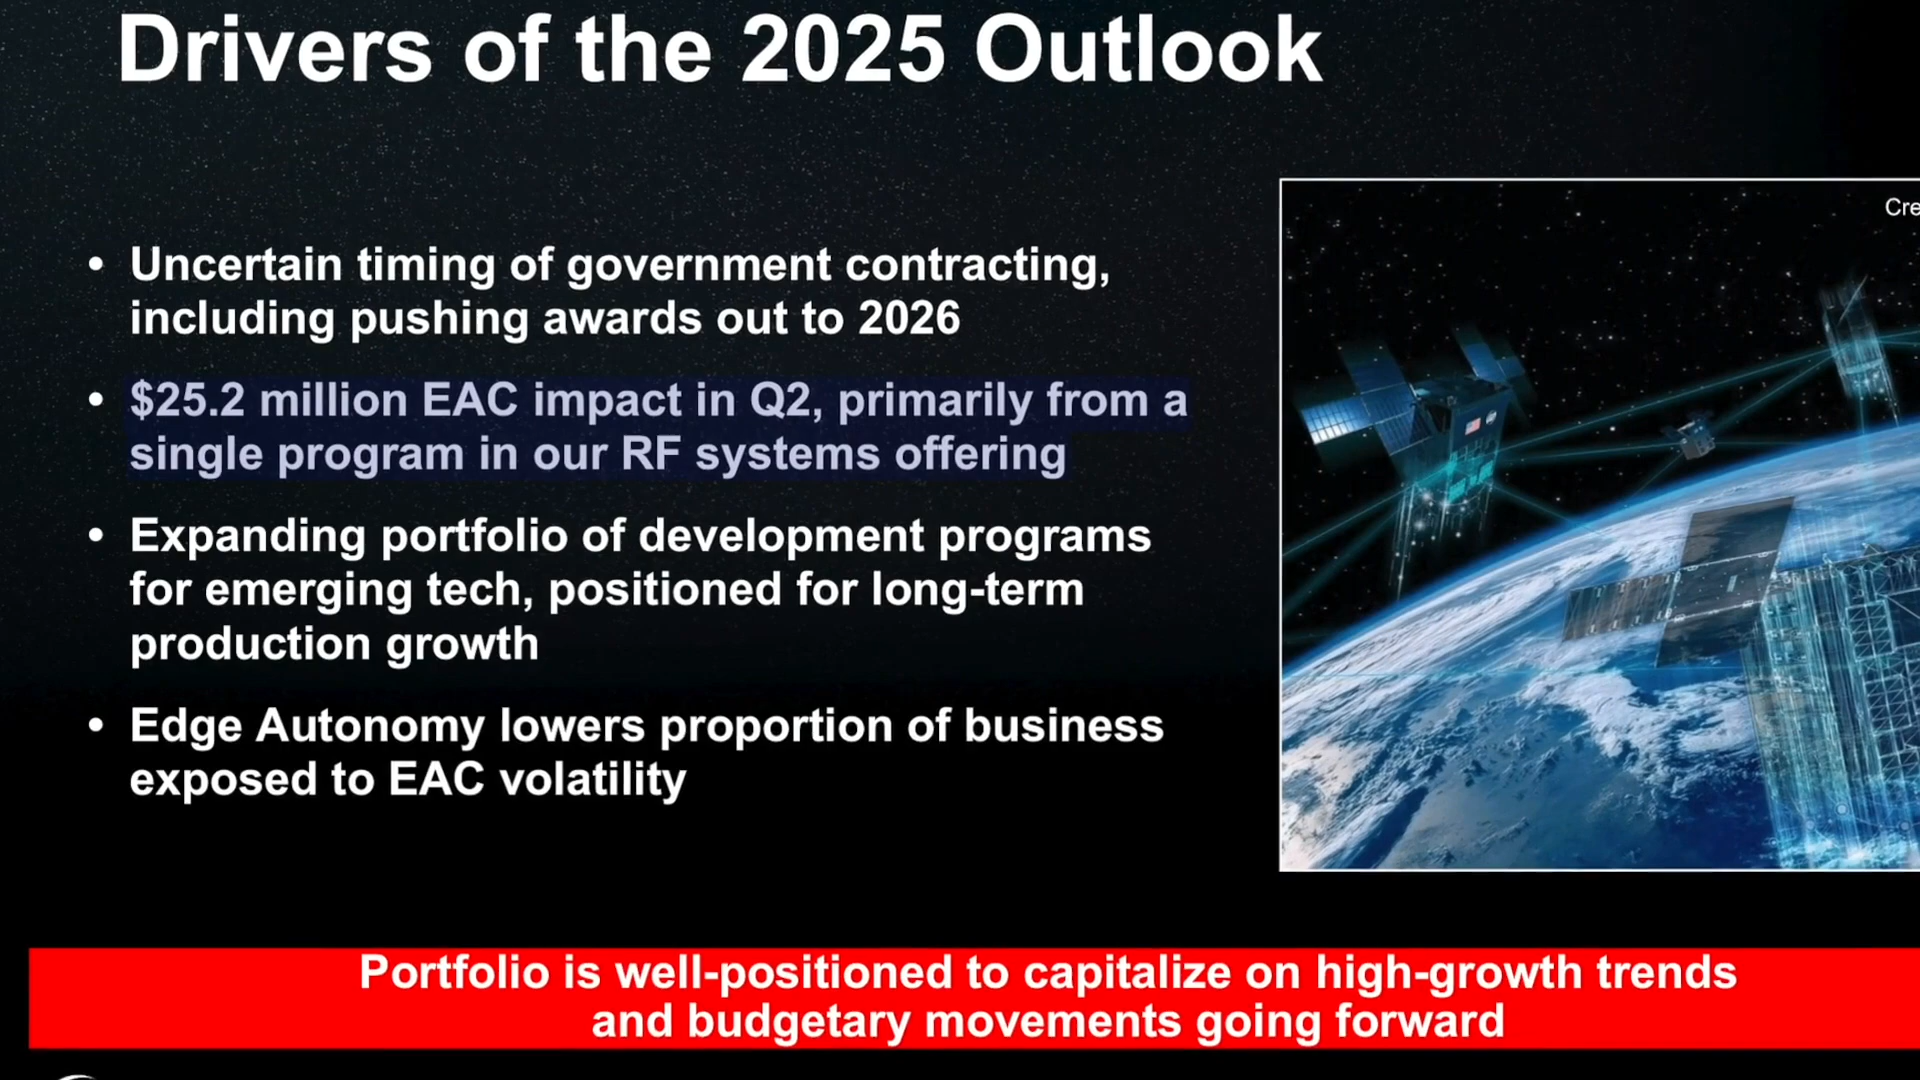 Drivers of the 2025 Outlook
Cre
• Uncertain timing of government contracting,
including pushing awards out to 2026
• $25.2 million EAC impact in Q2, primarily from a
single program in our RF systems offering
• Expanding portfolio of development programs
for emerging tech, positioned for long-term
production growth
• Edge Autonomy lowers proportion of business
exposed to EAC volatility
Portfolio is well-positioned to capitalize on high-growth trends
and budgetary movements going forward